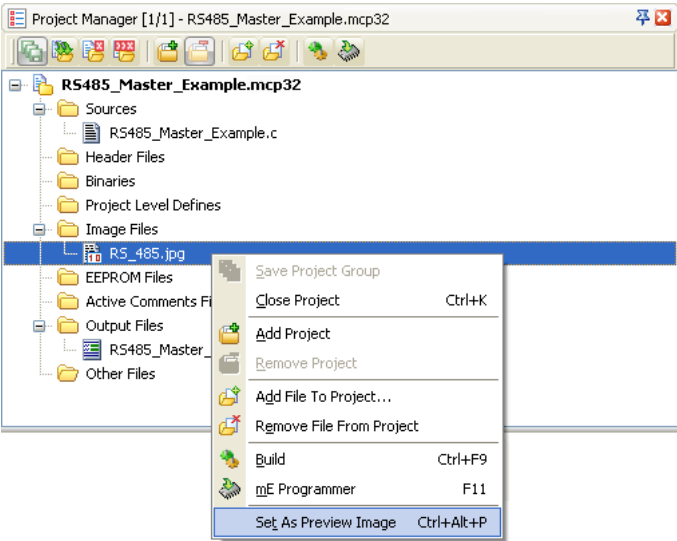 Project Manager [1/1] - RS485_Master_Example.mcp32
RS485_Master_Example.mcp32
Sources
RS485_Master_Example.c
Header Files
Binaries
Project Level Defines
Image Files
RS_485.jpg
EEPROM Files
Active Comments Fi
Output Files
RS485_Master_
Other Files
Save Project Group
Close Project Ctrl+K
Add Project
Remove Project
Add File To Project...
Remove File From Project
Build Ctrl+F9
mE Programmer F11
Set As Preview Image Ctrl+Alt+P